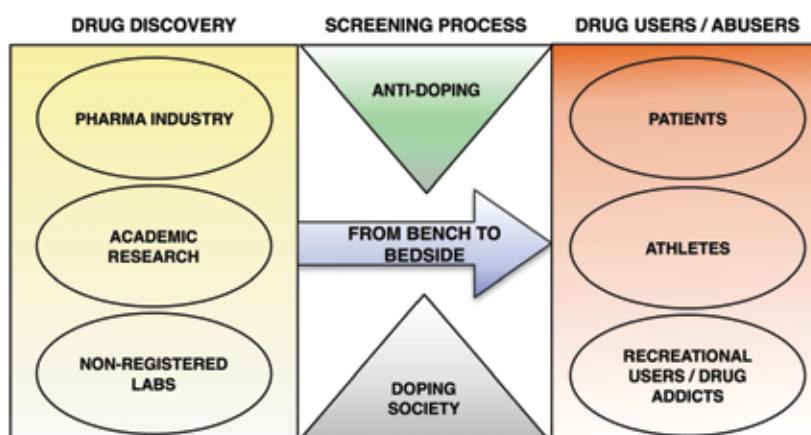 DRUG DISCOVERY
SCREENING PROCESS
DRUG USERS / ABUSERS
PHARMA INDUSTRY
ACADEMIC
RESEARCH
NON-REGISTERED
LABS
ANTI-DOPING
FROM BENCH TO
BEDSIDE
DOPING
SOCIETY
PATIENTS
ATHLETES
RECREATIONAL
USERS / DRUG
ADDICTS